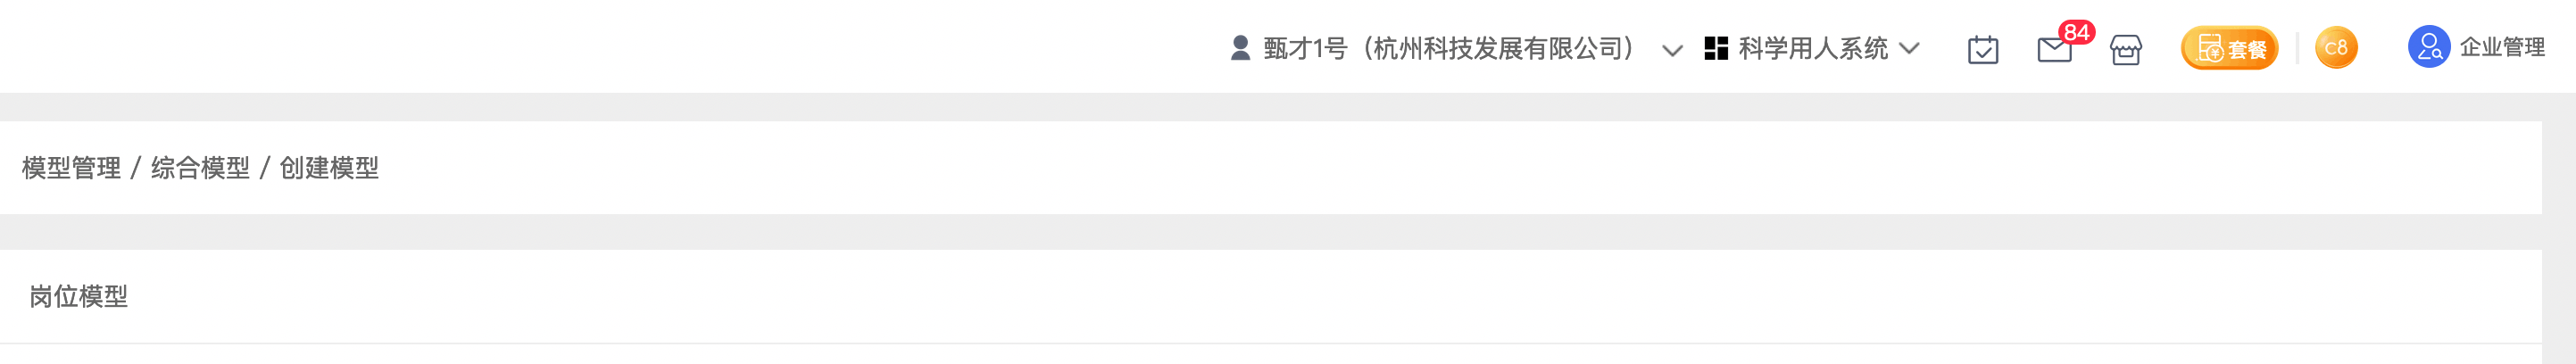 甄才1号（杭州科技发展有限公司） 科学用人系统 84 套餐 C8 企业管理
模型管理 / 综合模型 / 创建模型
岗位模型